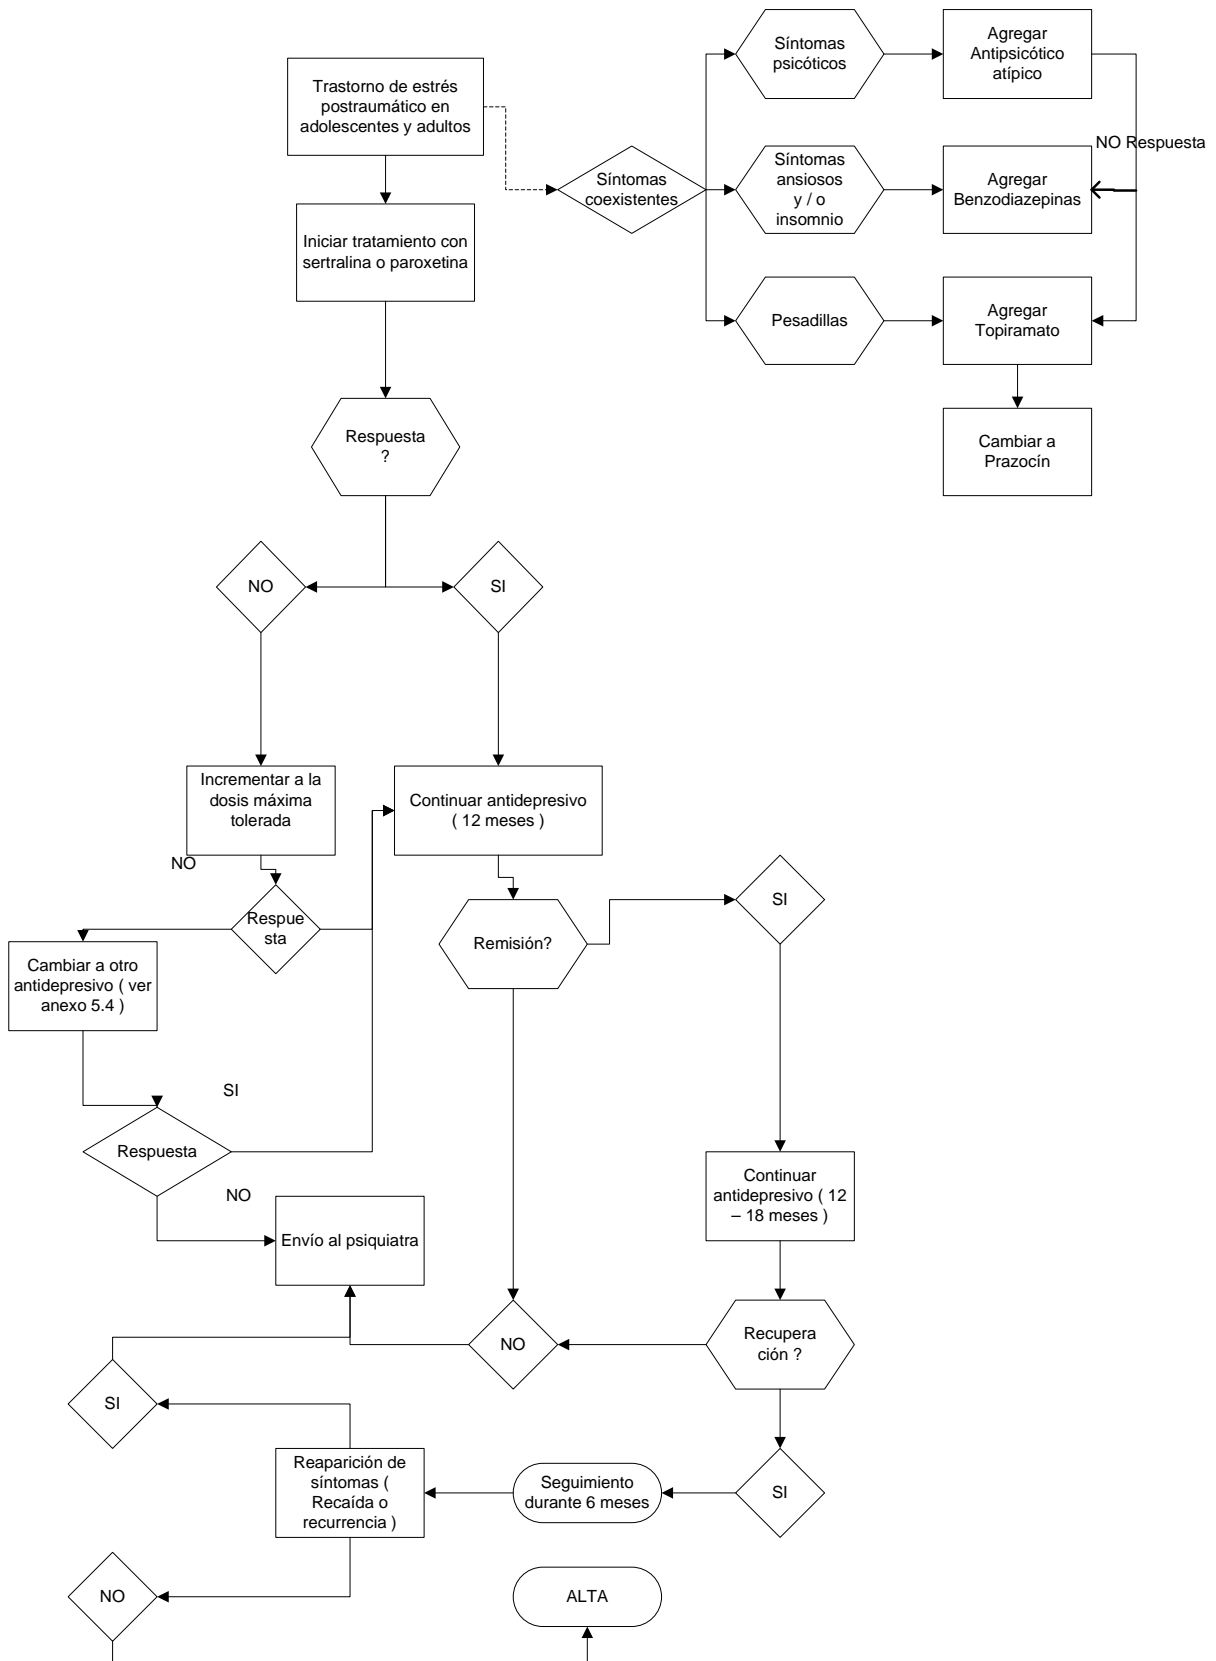 Trastorno de estrés
postraumático en
adolescentes y adultos
Síntomas
coexistentes
Síntomas
psicóticos
Agregar
Antipsicótico
atípico
NO Respuesta
Síntomas
ansiosos
y / o
insomnio
Agregar
Benzodiazepinas
Pesadillas
Agregar
Topiramato
Cambiar a
Prazocín
Iniciar tratamiento con
sertralina o paroxetina
Respuesta
?
NO
SI
Incrementar a la
dosis máxima
tolerada
Continuar antidepresivo
( 12 meses )
NO
Respue
sta
Remisión?
SI
Cambiar a otro
antidepresivo ( ver
anexo 5.4 )
SI
Respuesta
NO
Envío al psiquiatra
Continuar
antidepresivo ( 12
– 18 meses )
NO
Recupera
ción ?
SI
Reaparición de
síntomas (
Recaída o
recurrencia )
Seguimiento
durante 6 meses
SI
NO
ALTA